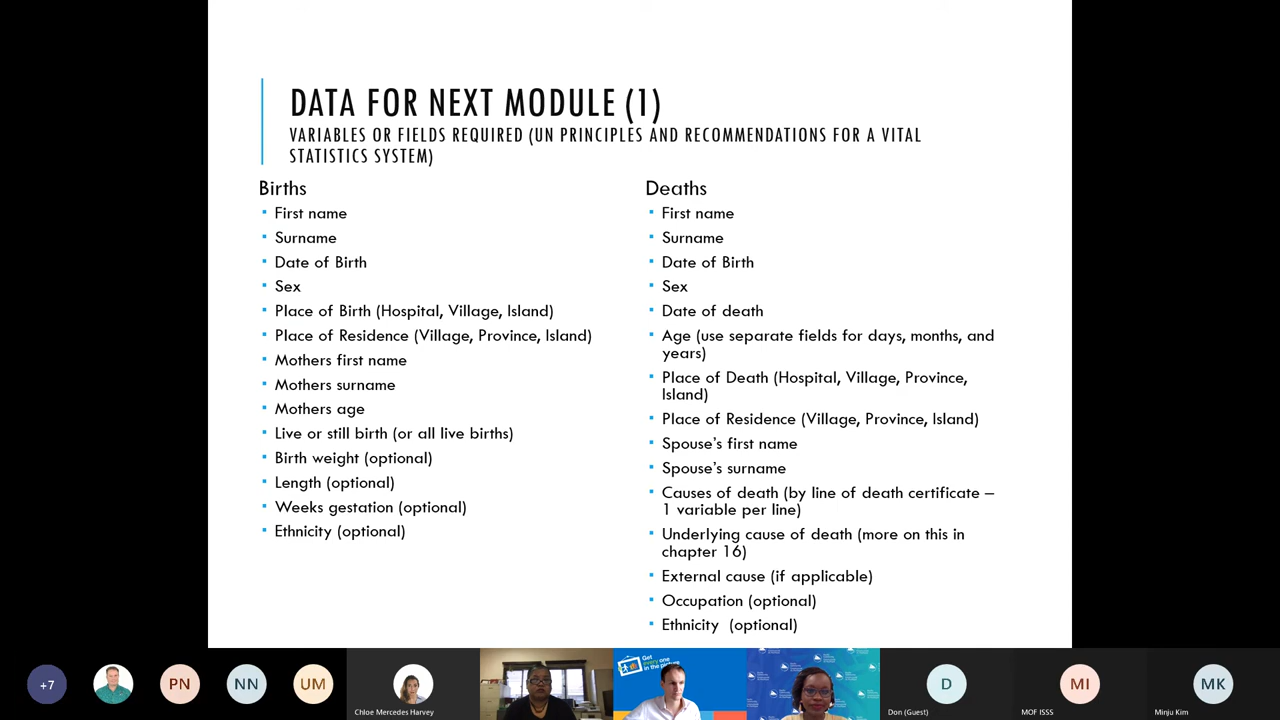 DATA FOR NEXT MODULE (1)
VARIABLES OR FIELDS REQUIRED (UN PRINCIPLES AND RECOMMENDATIONS FOR A VITAL
STATISTICS SYSTEM)
Births
First name
Surname
Date of Birth
Sex
Place of Birth (Hospital, Village, Island)
Place of Residence (Village, Province, Island)
Mothers first name
Mothers surname
Mothers age
Live or still birth (or all live births)
Birth weight (optional)
Length (optional)
Weeks gestation (optional)
Ethnicity (optional)
Deaths
First name
Surname
Date of Birth
Sex
Date of death
Age (use separate fields for days, months, and
years)
Place of Death (Hospital, Village, Province,
Island)
Place of Residence (Village, Province, Island)
Spouse's first name
Spouse's surname
Causes of death (by line of death certificate –
1 variable per line)
Underlying cause of death (more on this in
chapter 16)
External cause (if applicable)
Occupation (optional)
Ethnicity  (optional)
+7
PN
NN
UM
Chloe Mercedes Harvey
Get
every one
in the picture
D
Don (Guest)
MI
MOF ISSS
MK
Minju Kim